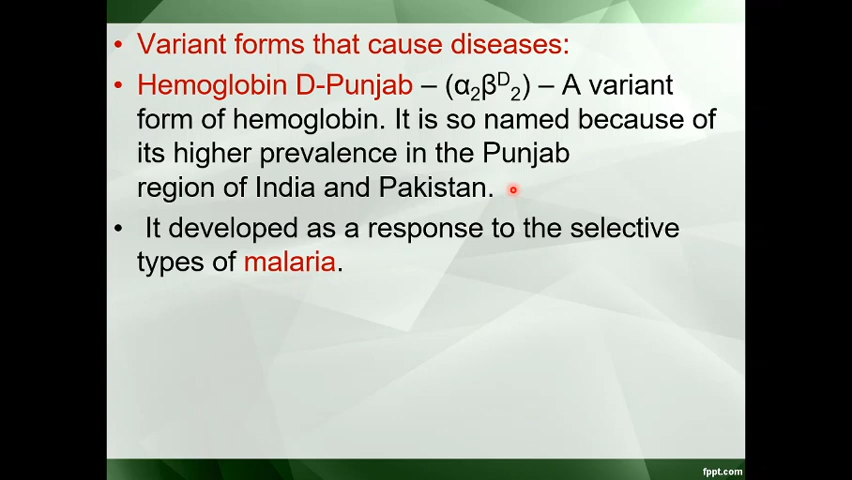 • Variant forms that cause diseases:
• Hemoglobin D-Punjab – (α₂βᴰ₂) – A variant
form of hemoglobin. It is so named because of
its higher prevalence in the Punjab
region of India and Pakistan.
• It developed as a response to the selective
types of malaria.
fppt.com